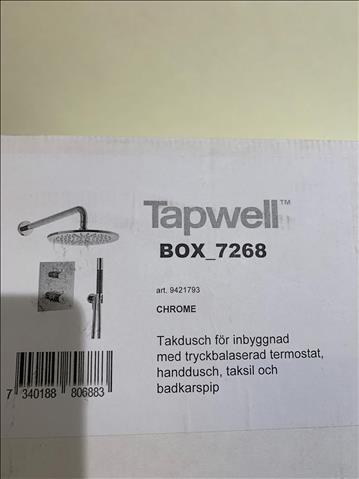 Tapwell™
BOX_7268
art. 9421793
CHROME
Takdusch för inbyggnad
med tryckbalaserad termostat,
handdusch, taksil och
badkarspip
7 340188 806883